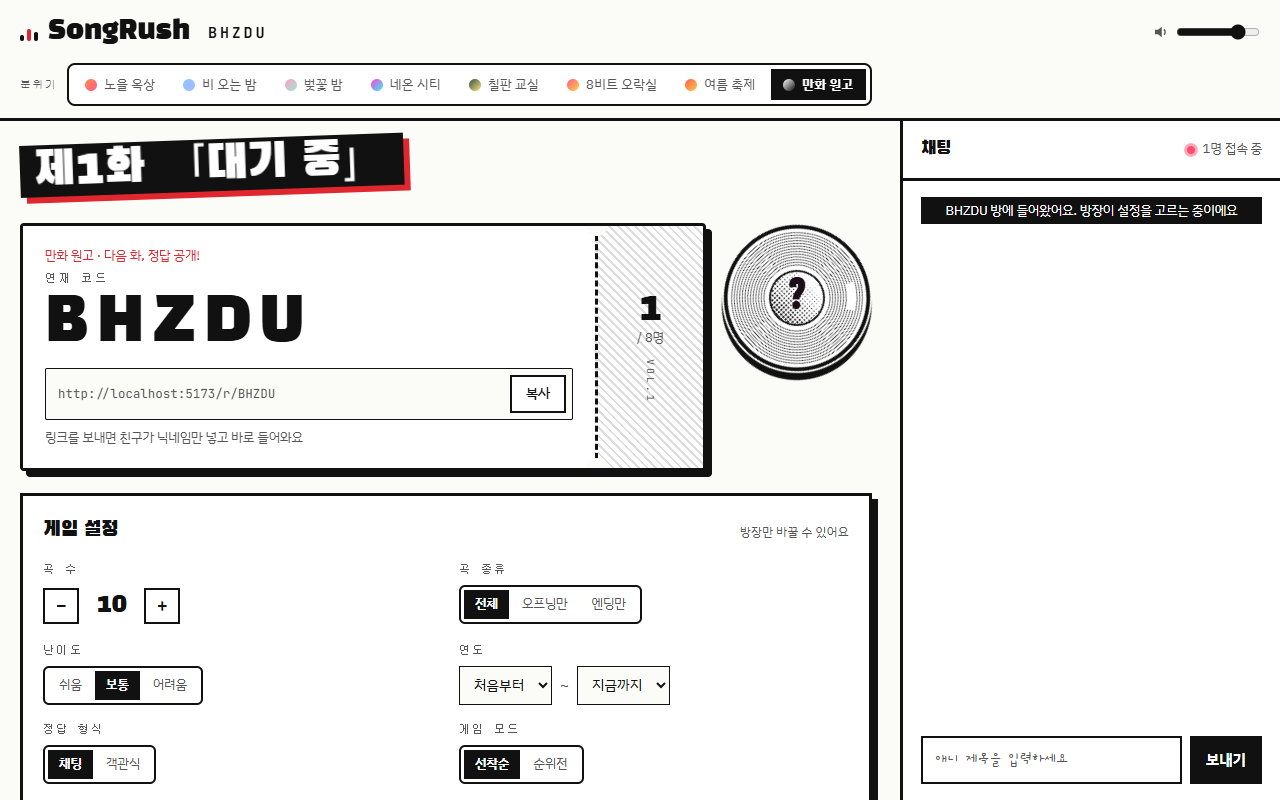 SongRush BHZDU
분위기 노을 옥상 비 오는 밤 벚꽃 밤 네온 시티 칠판 교실 8비트 오락실 여름 축제 만화 원고
제1화 「대기 중」
만화 원고 · 다음 화, 정답 공개!
연재 코드
BHZDU
http://localhost:5173/r/BHZDU 복사
링크를 보내면 친구가 닉네임만 넣고 바로 들어와요
1
/ 8명
VOL.1
?
게임 설정 방장만 바꿀 수 있어요
곡 수
− 10 +
곡 종류
전체 오프닝만 엔딩만
난이도
쉬움 보통 어려움
연도
처음부터 ~ 지금까지
정답 형식
채팅 객관식
게임 모드
선착순 순위전
채팅 1명 접속 중
BHZDU 방에 들어왔어요. 방장이 설정을 고르는 중이에요
애니 제목을 입력하세요 보내기